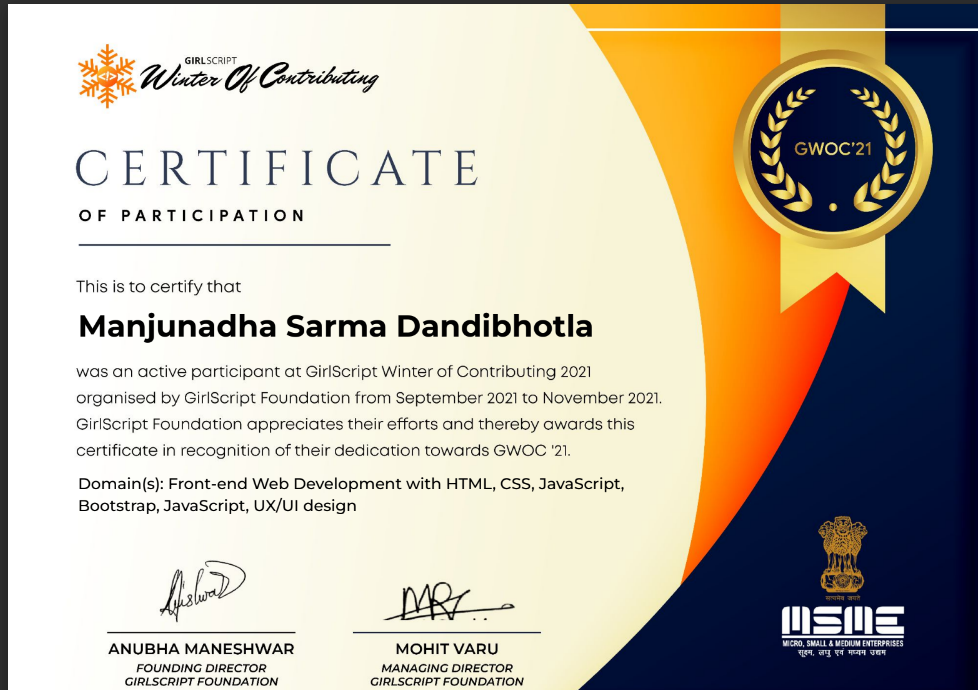 GIRLSCRIPT
Winter Of Contributing
CERTIFICATE
OF PARTICIPATION
GWOC'21
This is to certify that
Manjunadha Sarma Dandibhotla
was an active participant at GirlScript Winter of Contributing 2021
organised by GirlScript Foundation from September 2021 to November 2021.
GirlScript Foundation appreciates their efforts and thereby awards this
certificate in recognition of their dedication towards GWOC '21.
Domain(s): Front-end Web Development with HTML, CSS, JavaScript,
Bootstrap, JavaScript, UX/UI design
ANUBHA MANESHWAR
FOUNDING DIRECTOR
GIRLSCRIPT FOUNDATION
MOHIT VARU
MANAGING DIRECTOR
GIRLSCRIPT FOUNDATION
सत्यमेव जयते
MSME
MICRO, SMALL & MEDIUM ENTERPRISES
सूक्ष्म, लघु एवं मध्यम उद्यम